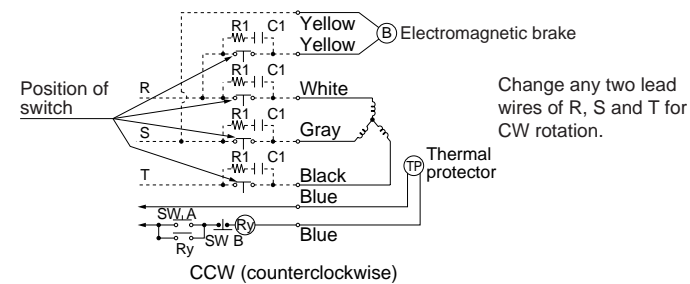 R1 C1 Yellow
B Electromagnetic brake
Yellow
R1 C1
Position of
switch
R
White
Change any two lead
wires of R, S and T for
CW rotation.
R1 C1
S
Gray
R1 C1
Thermal
protector
TP
T
Black
Blue
SW A
Ry
SW B
Ry
Blue
CCW (counterclockwise)